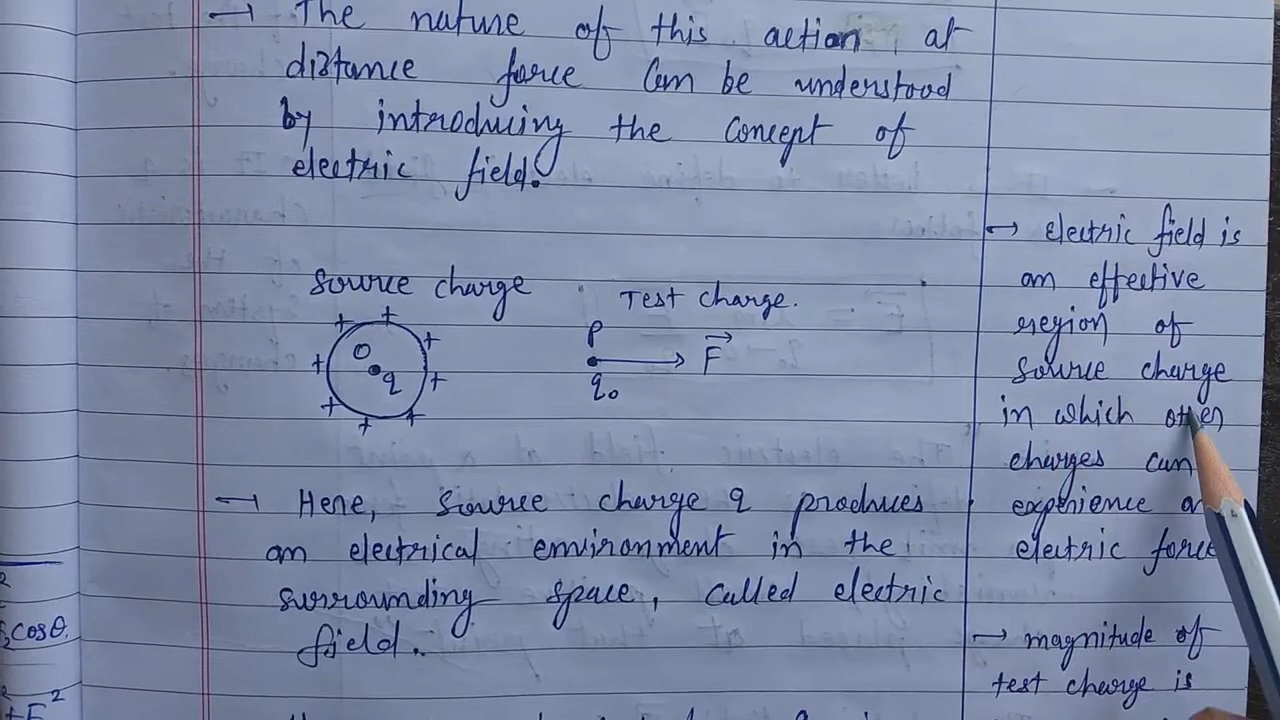 → The nature of this action at
distance force can be understood
by introducing the concept of
electric field.
Source charge
Test charge.
+ + + + + + + +
O
q
P
q₀
F⃗
→ Here, source charge q produces
an electrical environment in the
surrounding space, called electric
field.
→ electric field is
an effective
region of
source charge
in which other
charges can
experience an
electric force
→ magnitude of
test charge is
cosθ.